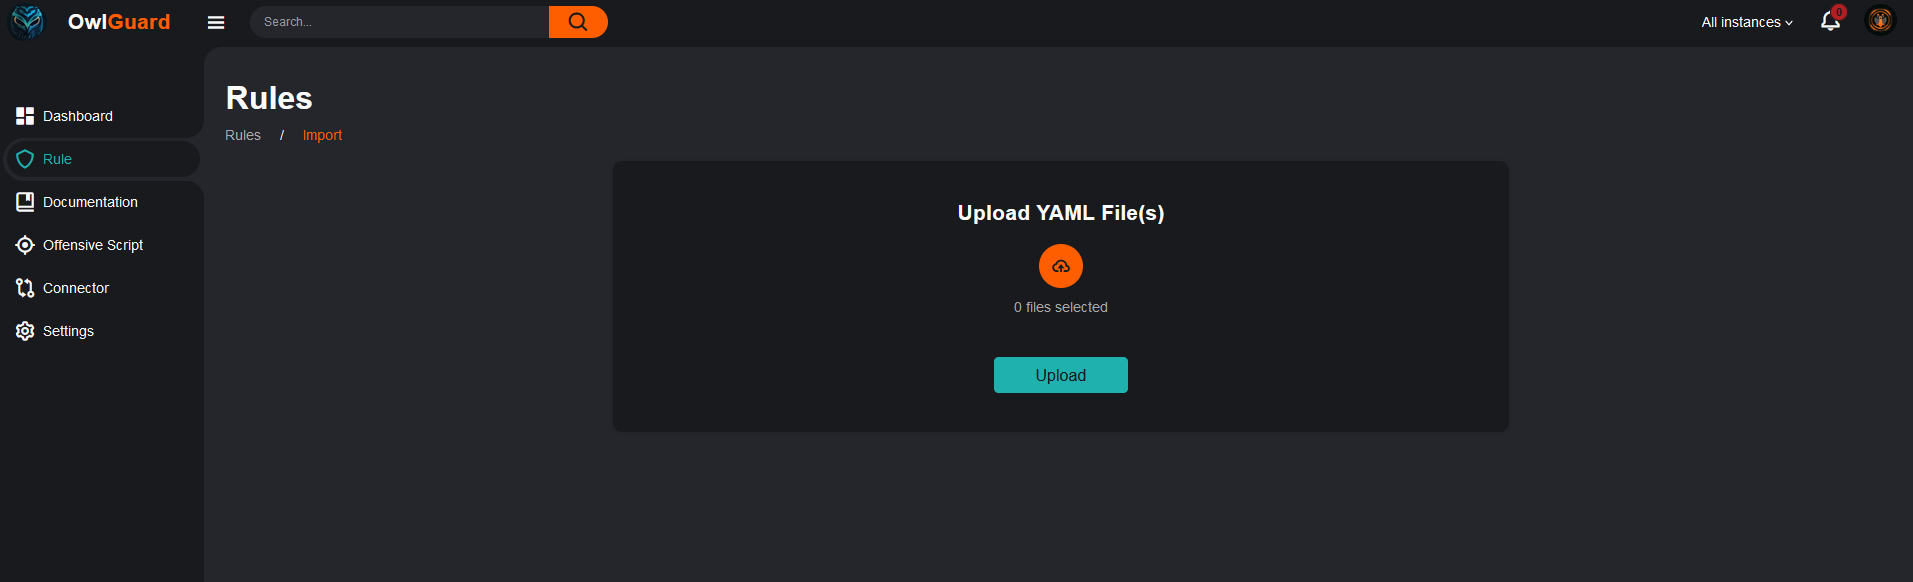 OwlGuard
Search...
All instances
0
Dashboard
Rule
Documentation
Offensive Script
Connector
Settings
Rules
Rules / Import
Upload YAML File(s)
0 files selected
Upload